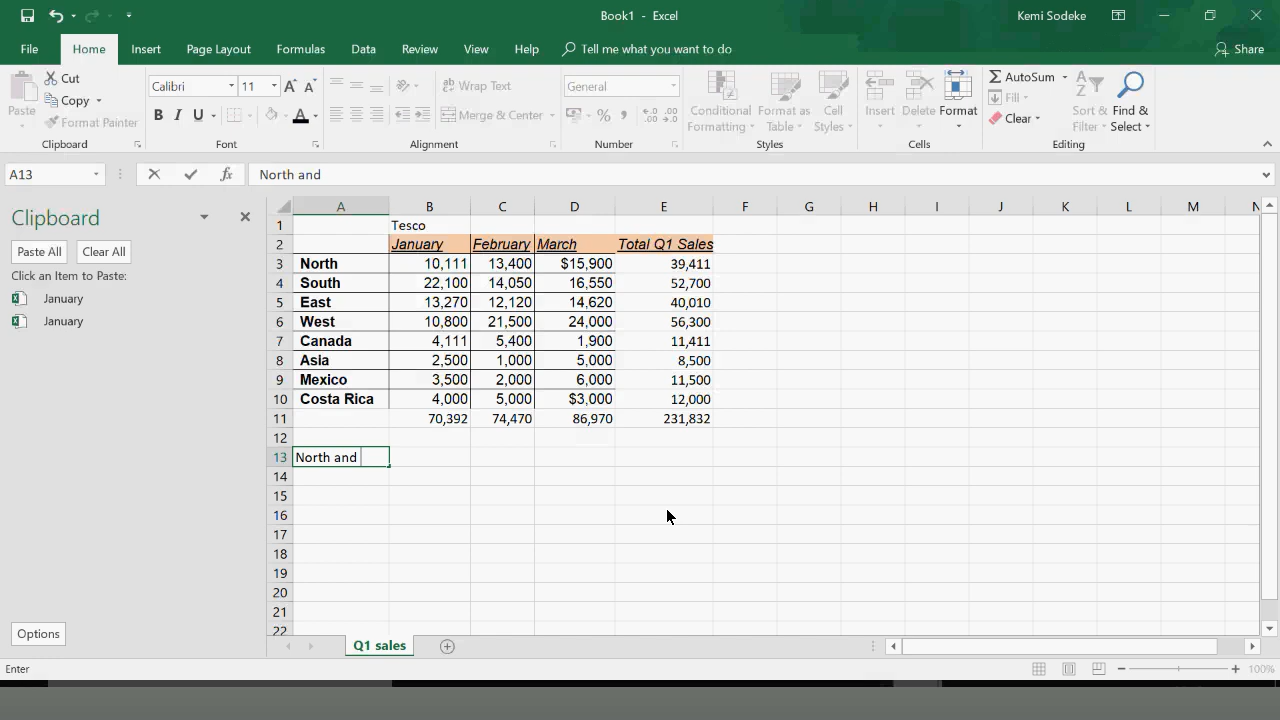 Book1 - Excel
Kemi Sodeke
File Home Insert Page Layout Formulas Data Review View Help Tell me what you want to do Share
Paste
Cut
Copy
Format Painter
Clipboard
Calibri 11
B I U
Font
Wrap Text
Merge & Center
Alignment
General
Number
Conditional Formatting
Format as Table
Cell Styles
Styles
Insert Delete Format
Cells
AutoSum
Fill
Clear
Sort & Filter
Find & Select
Editing
A13
North and
Clipboard
Paste All Clear All
Click an Item to Paste:
January
January
Options
A B C D E F G H I J K L M N
1 Tesco
2 January February March Total Q1 Sales
3 North 10,111 13,400 $15,900 39,411
4 South 22,100 14,050 16,550 52,700
5 East 13,270 12,120 14,620 40,010
6 West 10,800 21,500 24,000 56,300
7 Canada 4,111 5,400 1,900 11,411
8 Asia 2,500 1,000 5,000 8,500
9 Mexico 3,500 2,000 6,000 11,500
10 Costa Rica 4,000 5,000 $3,000 12,000
11 70,392 74,470 86,970 231,832
12
13 North and
14
15
16
17
18
19
20
21
22
Q1 sales
Enter
100%